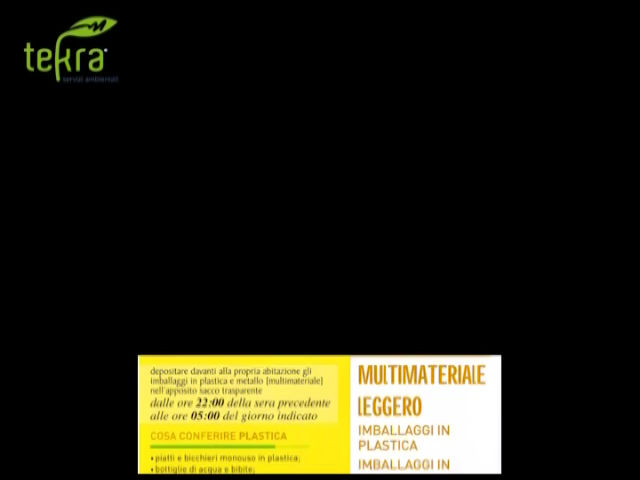 tekra
servizi ambientali
depositare davanti alla propria abitazione gli
imballaggi in plastica e metallo [multimateriale]
nell'apposito sacco trasparente
dalle ore 22:00 della sera precedente
alle ore 05:00 del giorno indicato
COSA CONFERIRE PLASTICA
• piatti e bicchieri monouso in plastica;
• bottiglie di acqua e bibite;
MULTIMATERIALE
LEGGERO
IMBALLAGGI IN
PLASTICA
IMBALLAGGI IN